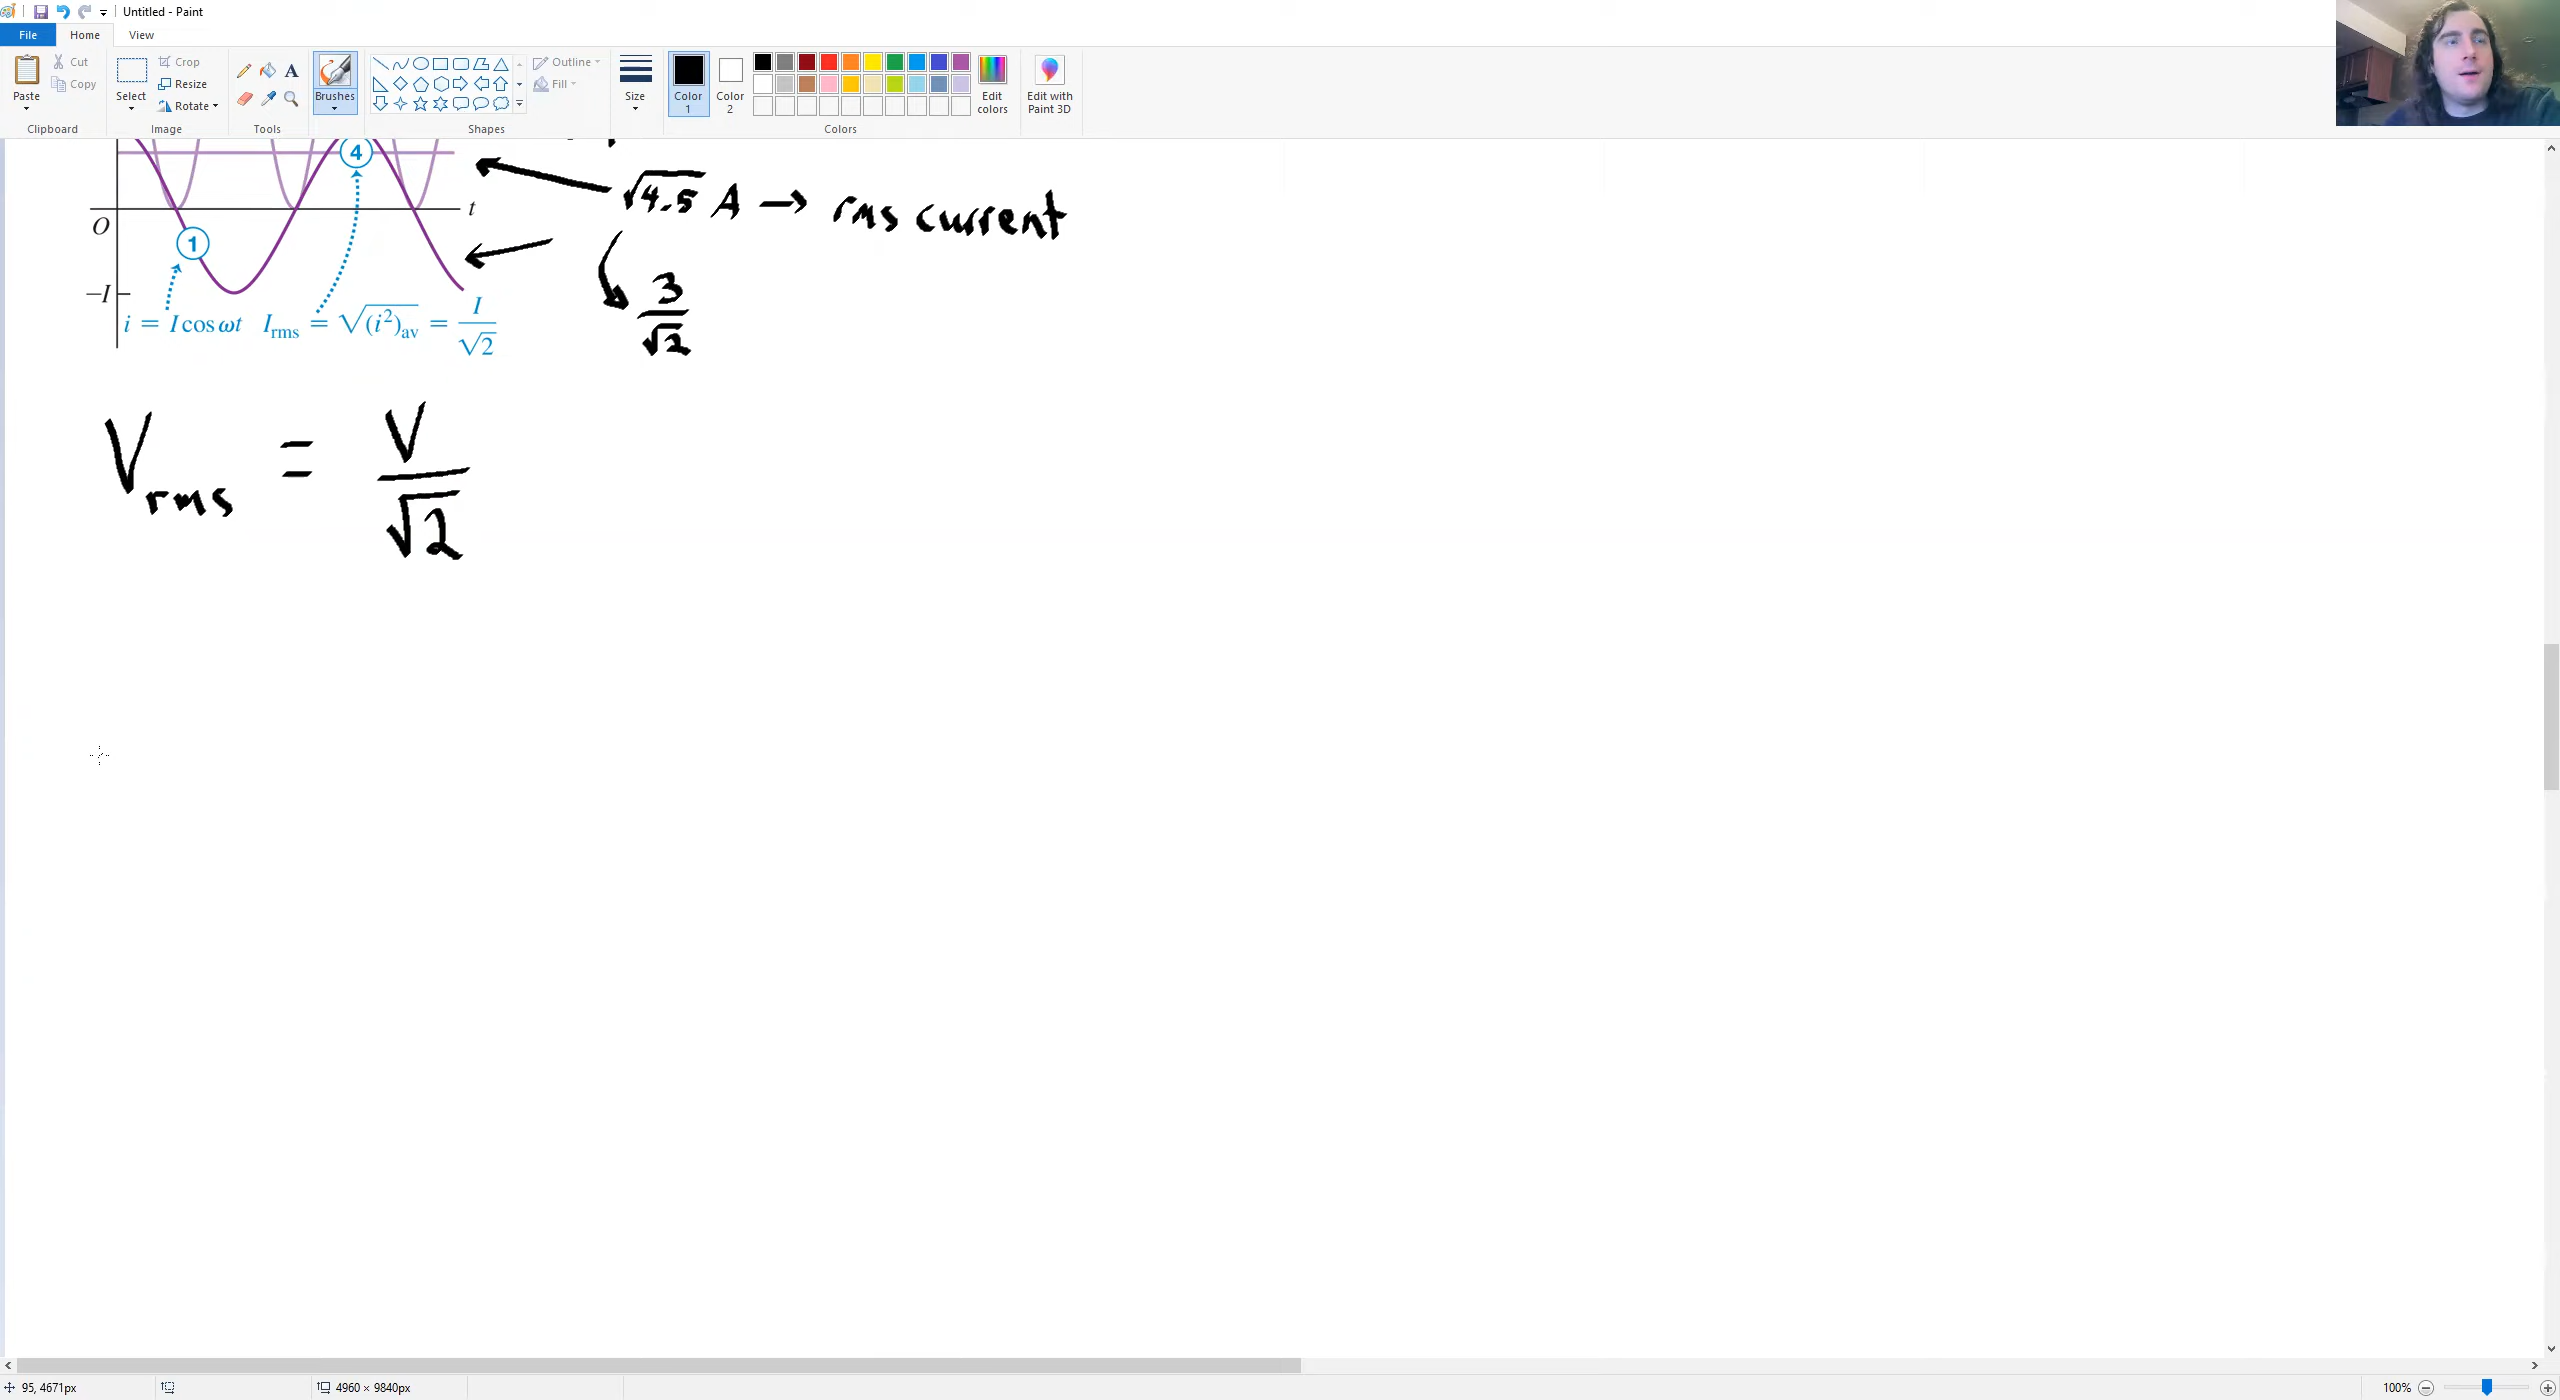 Untitled - Paint
File Home View
Paste Cut Copy Clipboard
Select Crop Resize Rotate Image
A Tools
Brushes
Outline Fill Shapes
Size
Color 1 Color 2 Edit colors Colors
Edit with Paint 3D
4
√4.5 A → rms current
t
O
1
3/√2
−I
i = I cos ωt I_rms = √(i²)_av = I/√2
V_rms = V/√2
95, 4671px 4960 × 9840px 100%